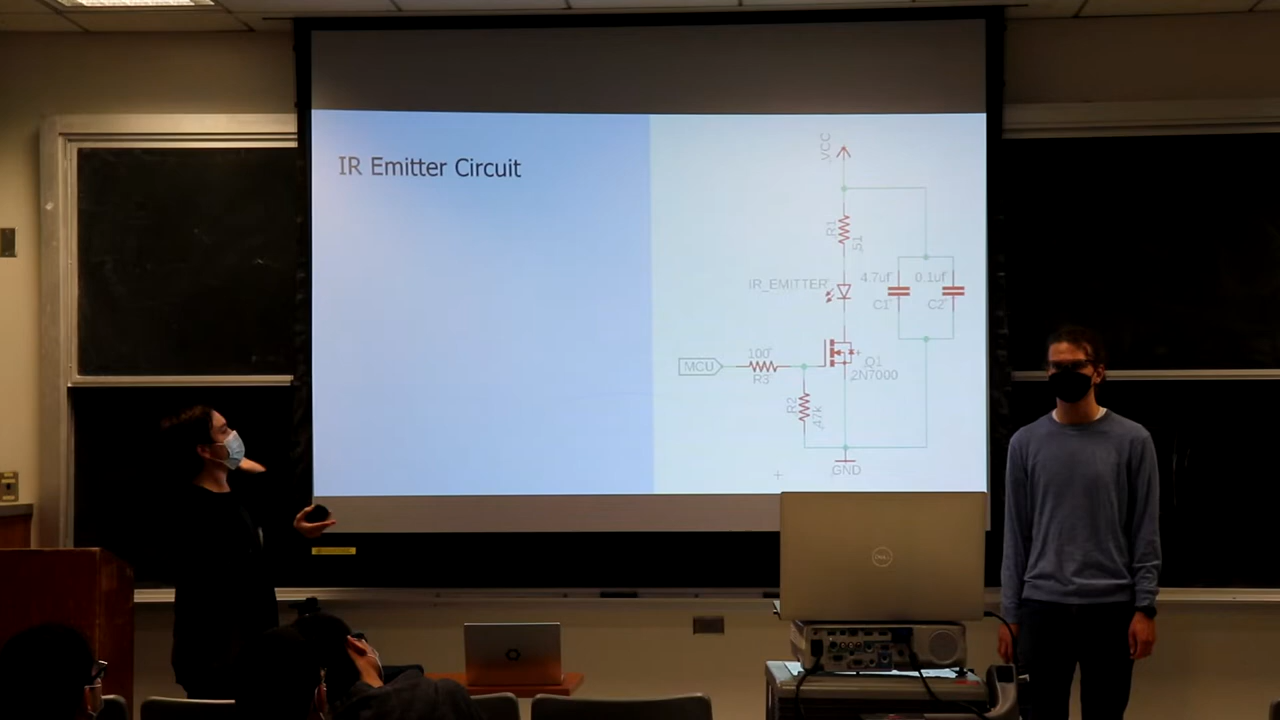 IR Emitter Circuit
VCC
R1
51
IR_EMITTER
4.7uf
0.1uf
C1
C2
MCU
100
R3
Q1
2N7000
R2
47k
GND
DELL